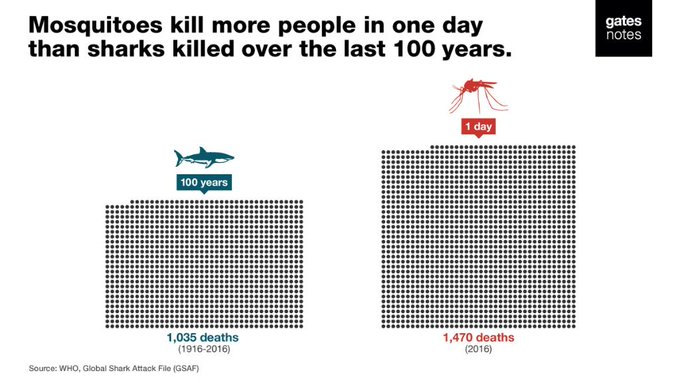 Mosquitoes kill more people in one day
than sharks killed over the last 100 years.
gates
notes
1 day
100 years
1,035 deaths
(1916-2016)
1,470 deaths
(2016)
Source: WHO, Global Shark Attack File (GSAF)